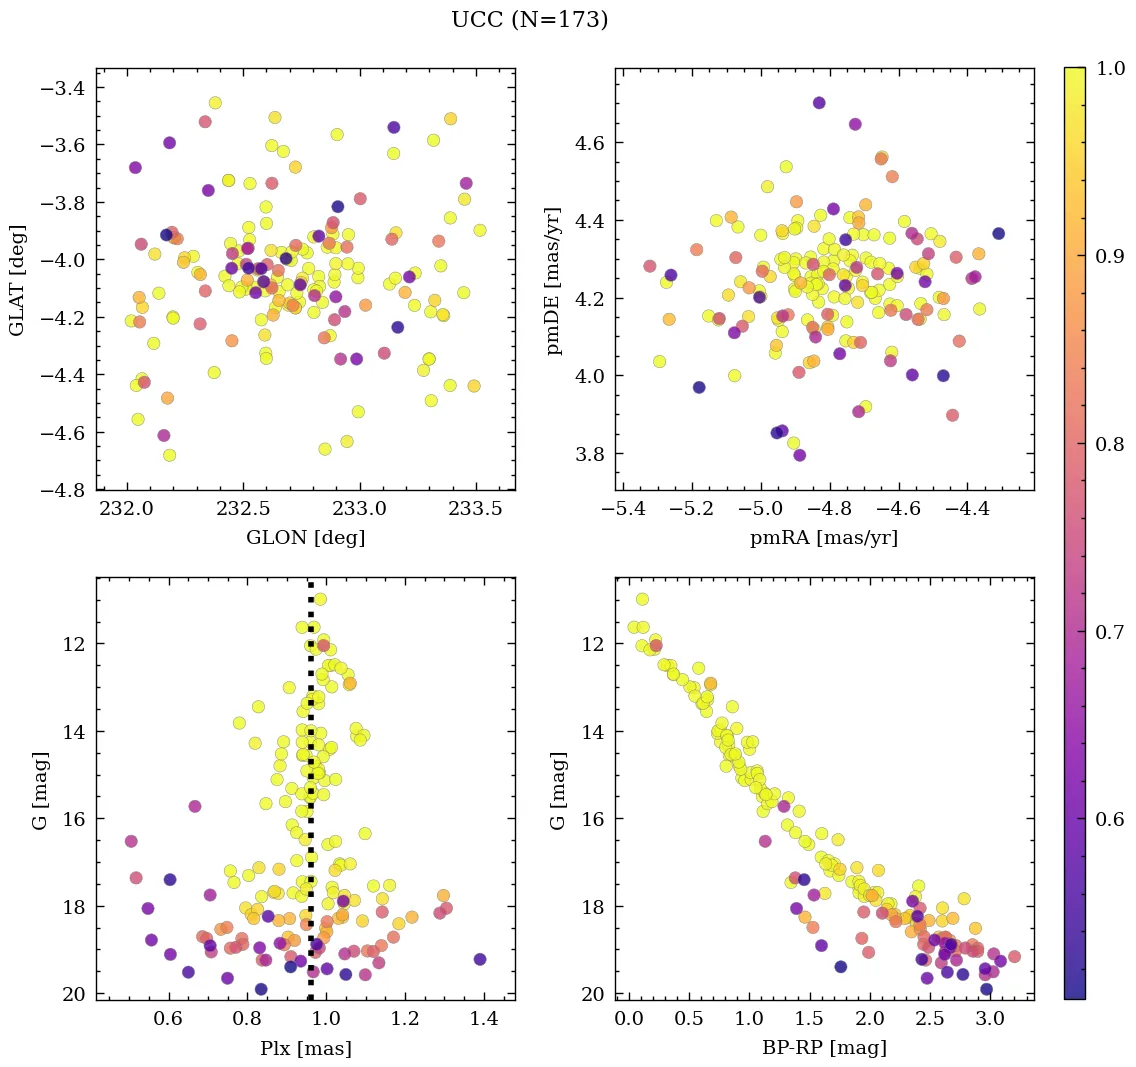 UCC (N=173)
−3.4
−3.6
−3.8
−4.0
−4.2
−4.4
−4.6
−4.8
GLAT [deg]
232.0 232.5 233.0 233.5
GLON [deg]
4.6
4.4
4.2
4.0
3.8
pmDE [mas/yr]
−5.4 −5.2 −5.0 −4.8 −4.6 −4.4
pmRA [mas/yr]
12
14
16
18
20
G [mag]
0.6 0.8 1.0 1.2 1.4
Plx [mas]
12
14
16
18
20
G [mag]
0.0 0.5 1.0 1.5 2.0 2.5 3.0
BP-RP [mag]
1.0
0.9
0.8
0.7
0.6